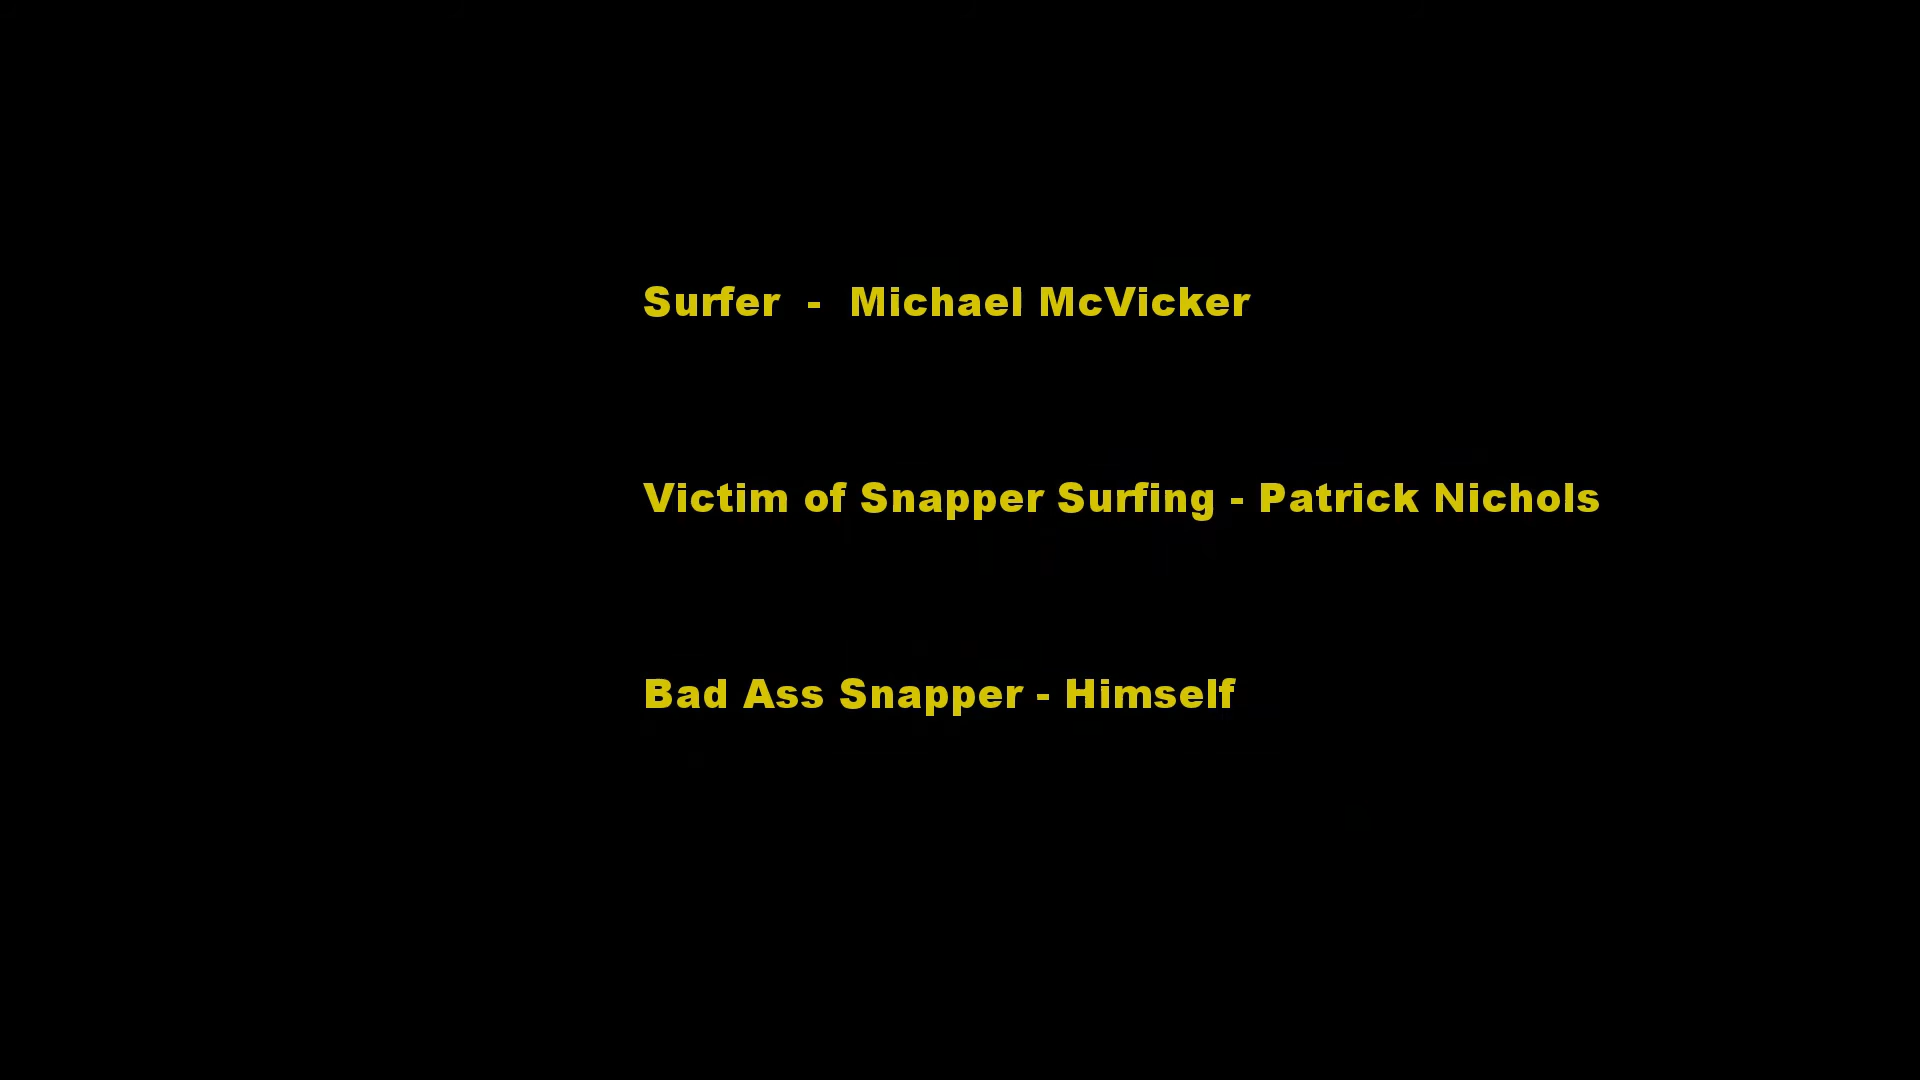 Surfer  -  Michael McVicker
Victim of Snapper Surfing - Patrick Nichols
Bad Ass Snapper - Himself